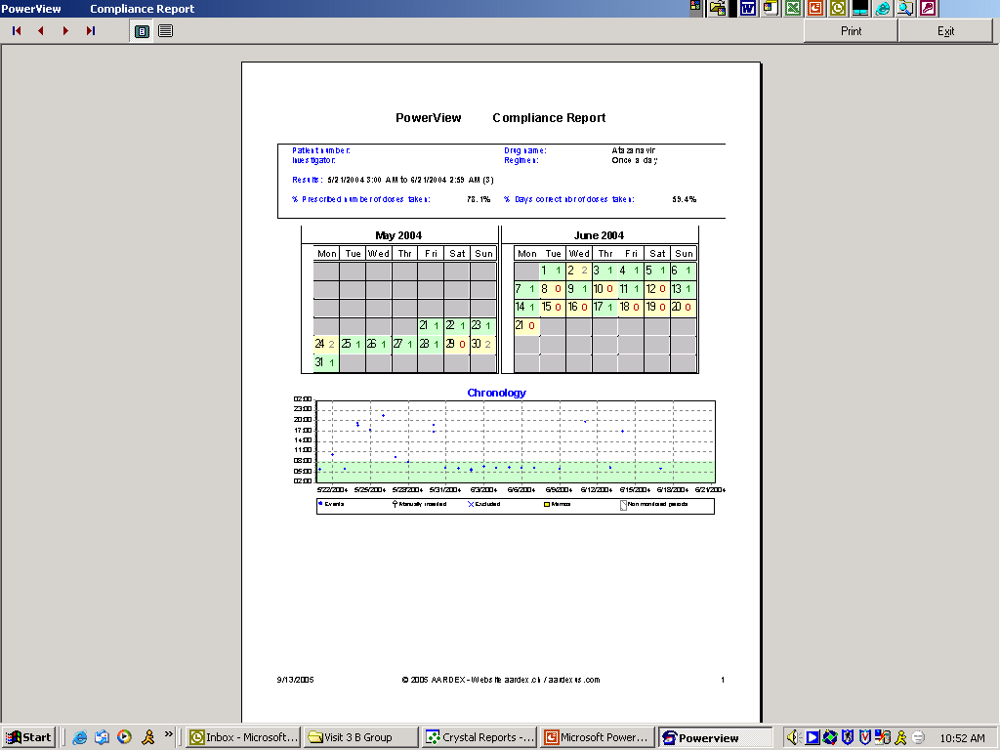 PowerView Compliance Report
Print Exit
PowerView Compliance Report
Patient number: Drug name: Atazanavir
Investigator: Regimen: Once a day
Results: 5/21/2004 3:00 AM to 6/21/2004 2:59 AM (3)
% Prescribed number of doses taken: 78.1% % Days correct nbr of doses taken: 59.4%
May 2004 June 2004
Mon Tue Wed Thr Fri Sat Sun Mon Tue Wed Thr Fri Sat Sun
1 1 2 2 3 1 4 1 5 1 6 1
7 1 8 0 9 1 10 0 11 1 12 0 13 1
14 1 15 0 16 0 17 1 18 0 19 0 20 0
21 1 22 1 23 1 21 0
24 2 25 1 26 1 27 1 28 1 29 0 30 2
31 1
Chronology
02:00
23:00
20:00
17:00
14:00
11:00
08:00
05:00
02:00
5/22/2004 5/25/2004 5/28/2004 5/31/2004 6/3/2004 6/6/2004 6/9/2004 6/12/2004 6/15/2004 6/18/2004 6/21/2004
Events Manually inserted Excluded Memos Non monitored periods
9/13/2005 © 2005 AARDEX - Website aardex.ch / aardexus.com 1
Start Inbox - Microsoft... Visit 3 B Group Crystal Reports -... Microsoft Power... Powerview 10:52 AM